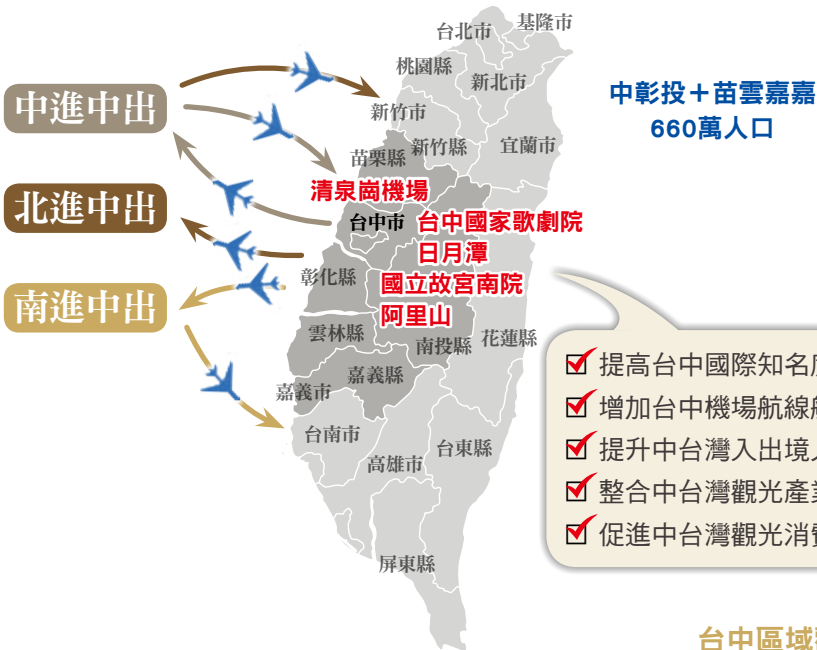 台北市
基隆市
桃園縣
新北市
中進中出
中彰投＋苗雲嘉嘉
660萬人口
新竹市
新竹縣
宜蘭市
苗栗縣
清泉崗機場
北進中出
台中市
台中國家歌劇院
日月潭
彰化縣
國立故宮南院
南進中出
阿里山
雲林縣
南投縣
花蓮縣
嘉義縣
嘉義市
提高台中國際知名
增加台中機場航線
提升中台灣入出境
整合中台灣觀光產
促進中台灣觀光消
台南市
高雄市
台東縣
屏東縣
台中區域